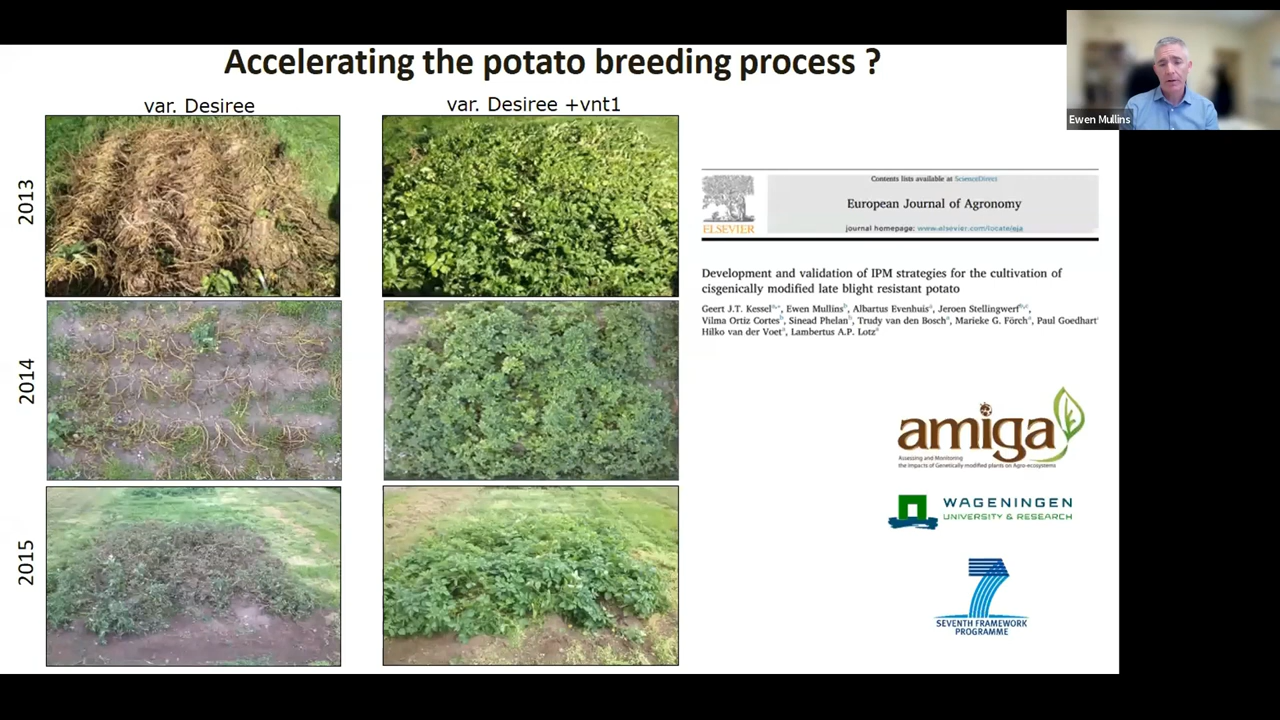 Accelerating the potato breeding process ?
var. Desiree
var. Desiree +vnt1
2013
2014
2015
Ewen Mullins
Contents lists available at ScienceDirect
European Journal of Agronomy
journal homepage: www.elsevier.com/locate/eja
ELSEVIER
Development and validation of IPM strategies for the cultivation of
cisgenically modified late blight resistant potato
Geert J.T. Kessel, Ewen Mullins, Albartus Evenhuis, Jeroen Stellingwerf,
Vilma Ortiz Cortes, Sinead Phelan, Trudy van den Bosch, Marieke G. Förch, Paul Goedhart,
Hilko van der Voet, Lambertus A.P. Lotz
amiga
Assessing and Monitoring
the Impacts of Genetically modified plants on Agro-ecosystems
WAGENINGEN
UNIVERSITY & RESEARCH
SEVENTH FRAMEWORK
PROGRAMME